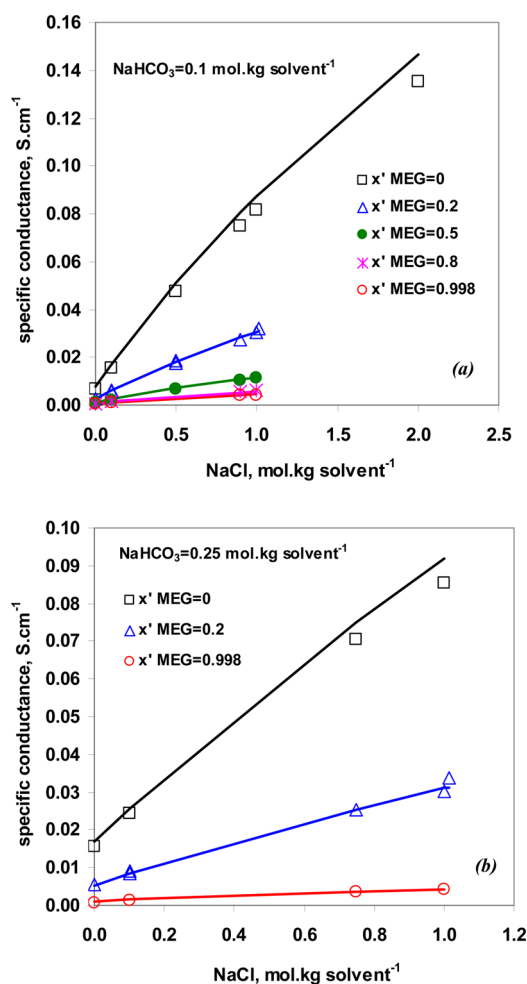 0.16
NaHCO3=0.1 mol.kg solvent-1
0.14
0.12
0.10
0.08
0.06
0.04
0.02
0.00
specific conductance, S.cm-1
x' MEG=0
x' MEG=0.2
x' MEG=0.5
x' MEG=0.8
x' MEG=0.998
(a)
0.0 0.5 1.0 1.5 2.0 2.5
NaCl, mol.kg solvent-1
0.10
NaHCO3=0.25 mol.kg solvent-1
0.09
0.08
0.07
0.06
0.05
0.04
0.03
0.02
0.01
0.00
specific conductance, S.cm-1
x' MEG=0
x' MEG=0.2
x' MEG=0.998
(b)
0.0 0.2 0.4 0.6 0.8 1.0 1.2
NaCl, mol.kg solvent-1